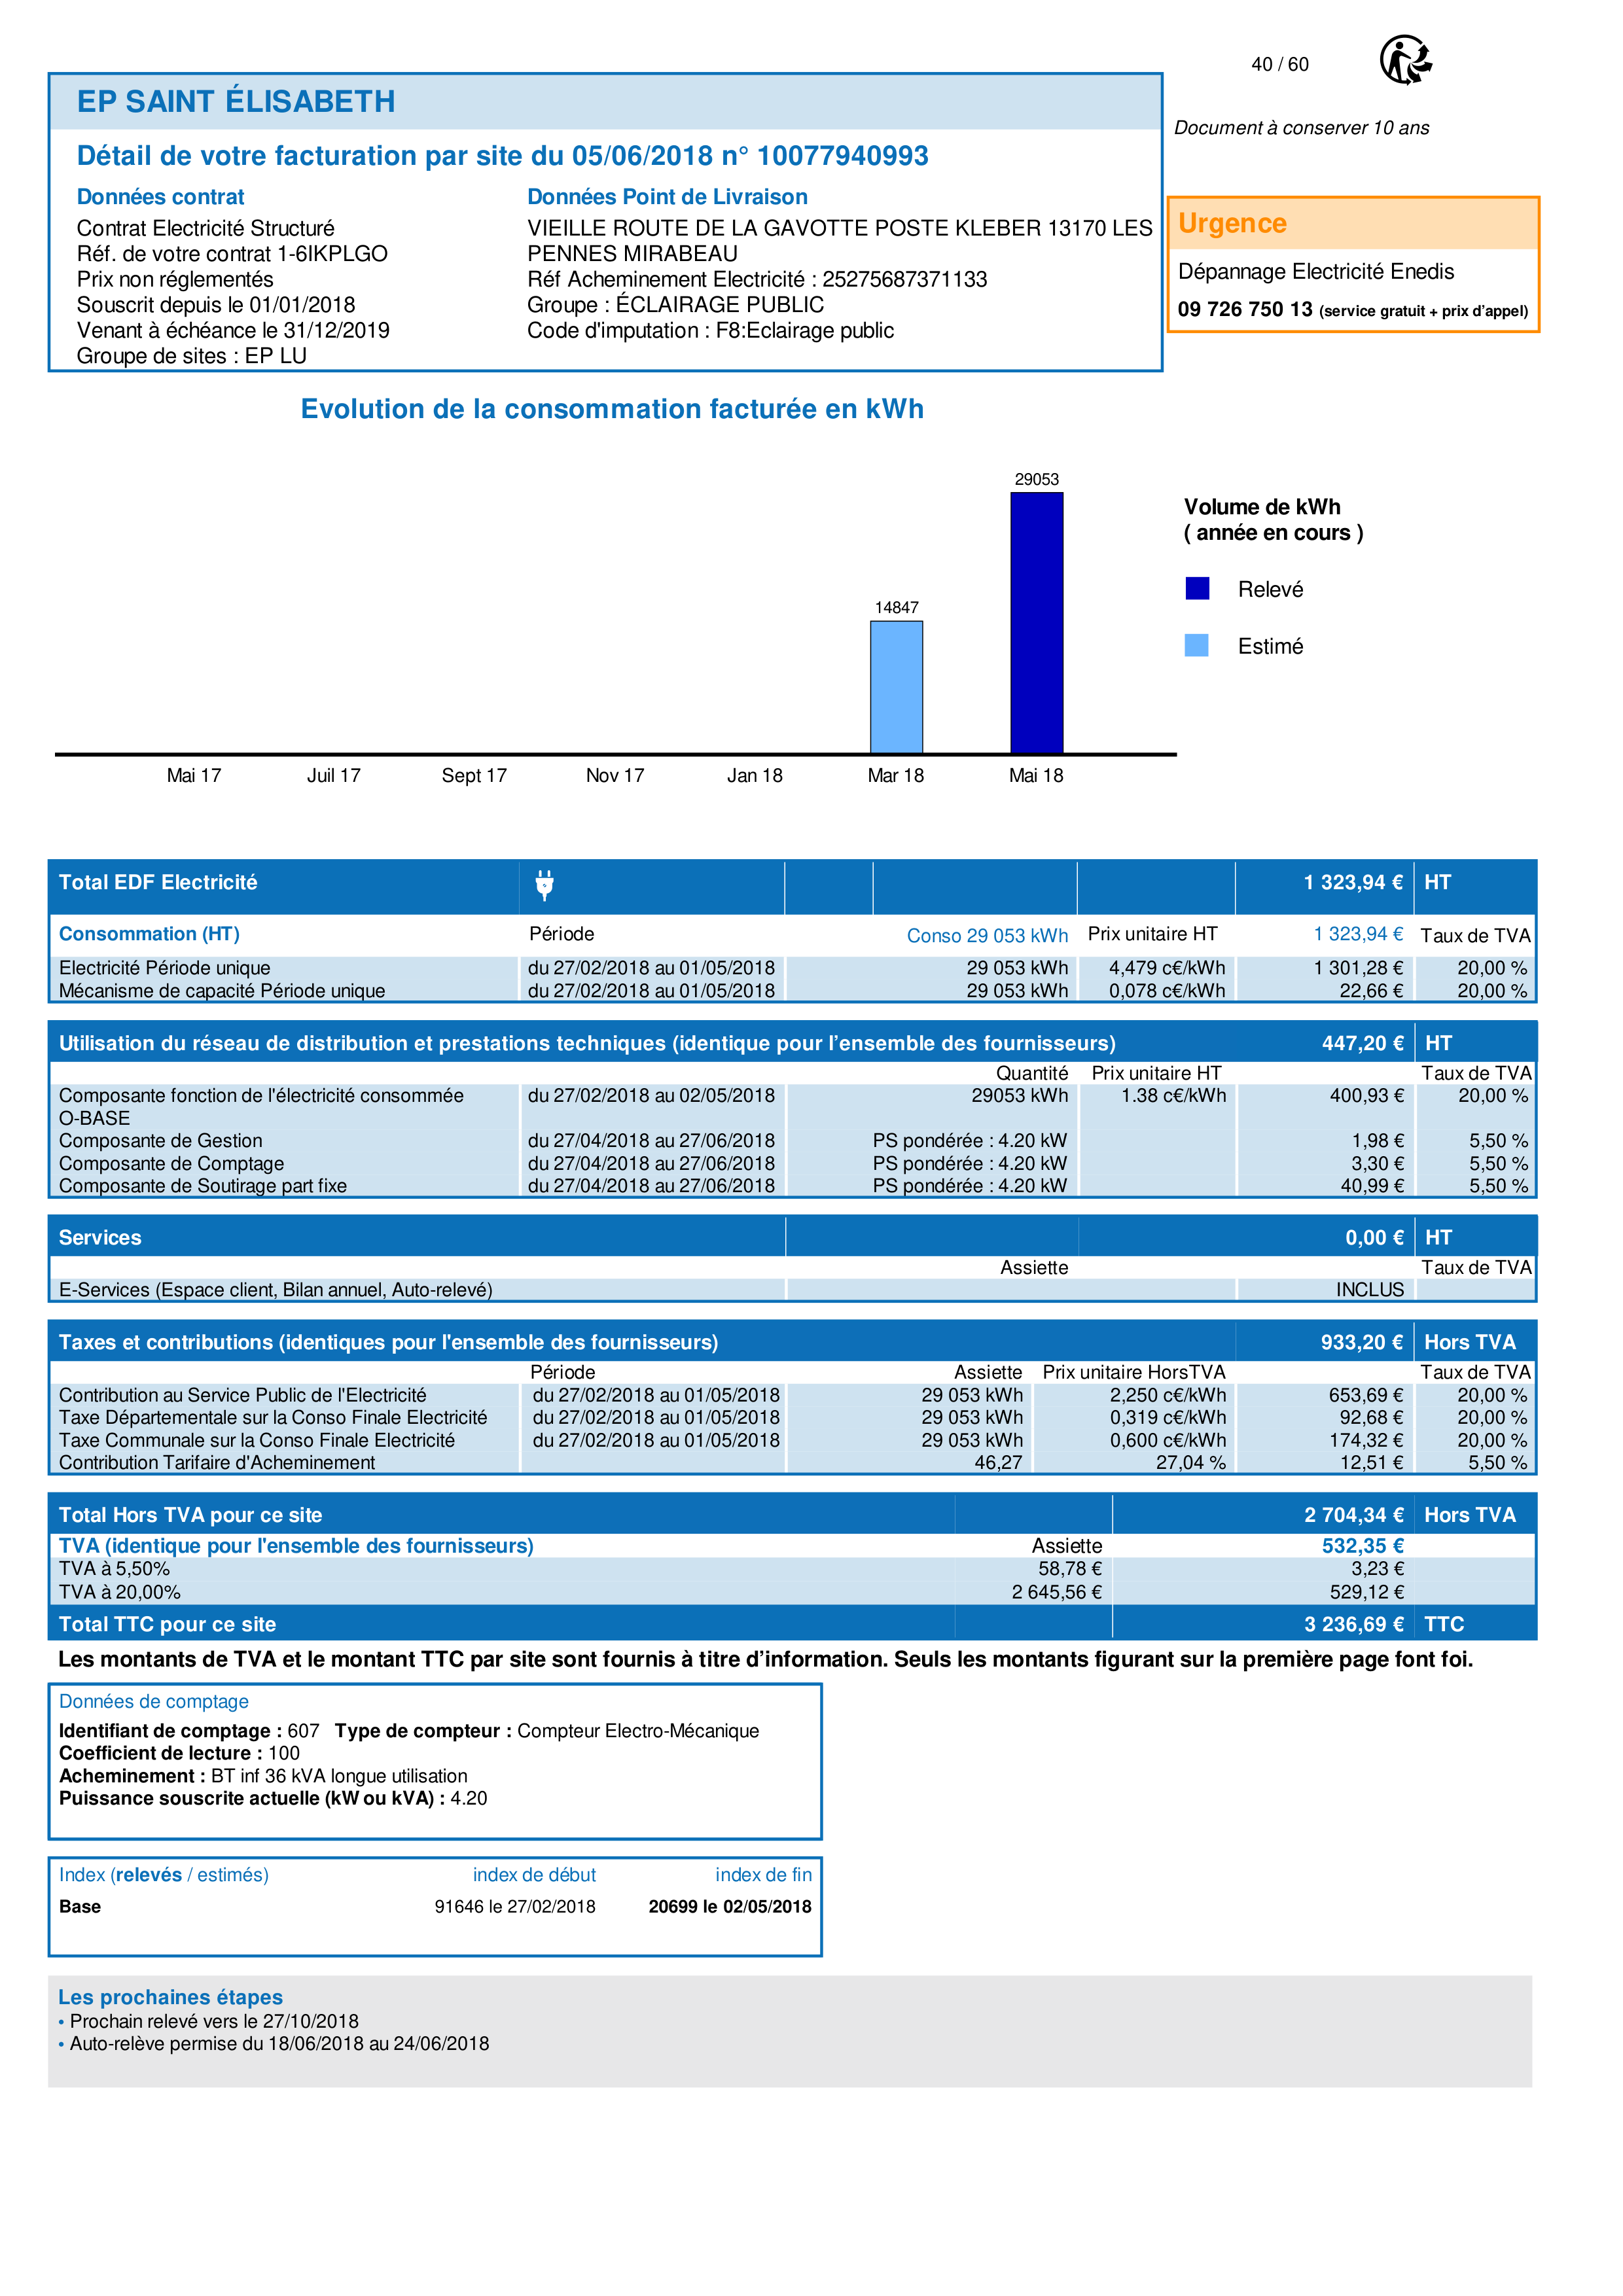 40 / 60
EP SAINT ÉLISABETH
Document à conserver 10 ans
Détail de votre facturation par site du 05/06/2018 n° 10077940993
Données contrat
Contrat Electricité Structuré
Réf. de votre contrat 1-6IKPLGO
Prix non réglementés
Souscrit depuis le 01/01/2018
Venant à échéance le 31/12/2019
Groupe de sites : EP LU
Données Point de Livraison
VIEILLE ROUTE DE LA GAVOTTE POSTE KLEBER 13170 LES
PENNES MIRABEAU
Réf Acheminement Electricité : 25275687371133
Groupe : ÉCLAIRAGE PUBLIC
Code d'imputation : F8:Eclairage public
Urgence
Dépannage Electricité Enedis
09 726 750 13 (service gratuit + prix d’appel)
Evolution de la consommation facturée en kWh
29053
14847
Volume de kWh
( année en cours )
Relevé
Estimé
Mai 17 Juil 17 Sept 17 Nov 17 Jan 18 Mar 18 Mai 18
Total EDF Electricité 1 323,94 € HT
Consommation (HT) Période Conso 29 053 kWh Prix unitaire HT 1 323,94 € Taux de TVA
Electricité Période unique du 27/02/2018 au 01/05/2018 29 053 kWh 4,479 c€/kWh 1 301,28 € 20,00 %
Mécanisme de capacité Période unique du 27/02/2018 au 01/05/2018 29 053 kWh 0,078 c€/kWh 22,66 € 20,00 %
Utilisation du réseau de distribution et prestations techniques (identique pour l’ensemble des fournisseurs) 447,20 € HT
Quantité Prix unitaire HT Taux de TVA
Composante fonction de l'électricité consommée du 27/02/2018 au 02/05/2018 29053 kWh 1.38 c€/kWh 400,93 € 20,00 %
O-BASE
Composante de Gestion du 27/04/2018 au 27/06/2018 PS pondérée : 4.20 kW 1,98 € 5,50 %
Composante de Comptage du 27/04/2018 au 27/06/2018 PS pondérée : 4.20 kW 3,30 € 5,50 %
Composante de Soutirage part fixe du 27/04/2018 au 27/06/2018 PS pondérée : 4.20 kW 40,99 € 5,50 %
Services 0,00 € HT
Assiette Taux de TVA
E-Services (Espace client, Bilan annuel, Auto-relevé) INCLUS
Taxes et contributions (identiques pour l'ensemble des fournisseurs) 933,20 € Hors TVA
Période Assiette Prix unitaire HorsTVA Taux de TVA
Contribution au Service Public de l'Electricité du 27/02/2018 au 01/05/2018 29 053 kWh 2,250 c€/kWh 653,69 € 20,00 %
Taxe Départementale sur la Conso Finale Electricité du 27/02/2018 au 01/05/2018 29 053 kWh 0,319 c€/kWh 92,68 € 20,00 %
Taxe Communale sur la Conso Finale Electricité du 27/02/2018 au 01/05/2018 29 053 kWh 0,600 c€/kWh 174,32 € 20,00 %
Contribution Tarifaire d'Acheminement 46,27 27,04 % 12,51 € 5,50 %
Total Hors TVA pour ce site 2 704,34 € Hors TVA
TVA (identique pour l'ensemble des fournisseurs) Assiette 532,35 €
TVA à 5,50% 58,78 € 3,23 €
TVA à 20,00% 2 645,56 € 529,12 €
Total TTC pour ce site 3 236,69 € TTC
Les montants de TVA et le montant TTC par site sont fournis à titre d’information. Seuls les montants figurant sur la première page font foi.
Données de comptage
Identifiant de comptage : 607 Type de compteur : Compteur Electro-Mécanique
Coefficient de lecture : 100
Acheminement : BT inf 36 kVA longue utilisation
Puissance souscrite actuelle (kW ou kVA) : 4.20
Index (relevés / estimés) index de début index de fin
Base 91646 le 27/02/2018 20699 le 02/05/2018
Les prochaines étapes
• Prochain relevé vers le 27/10/2018
• Auto-relève permise du 18/06/2018 au 24/06/2018